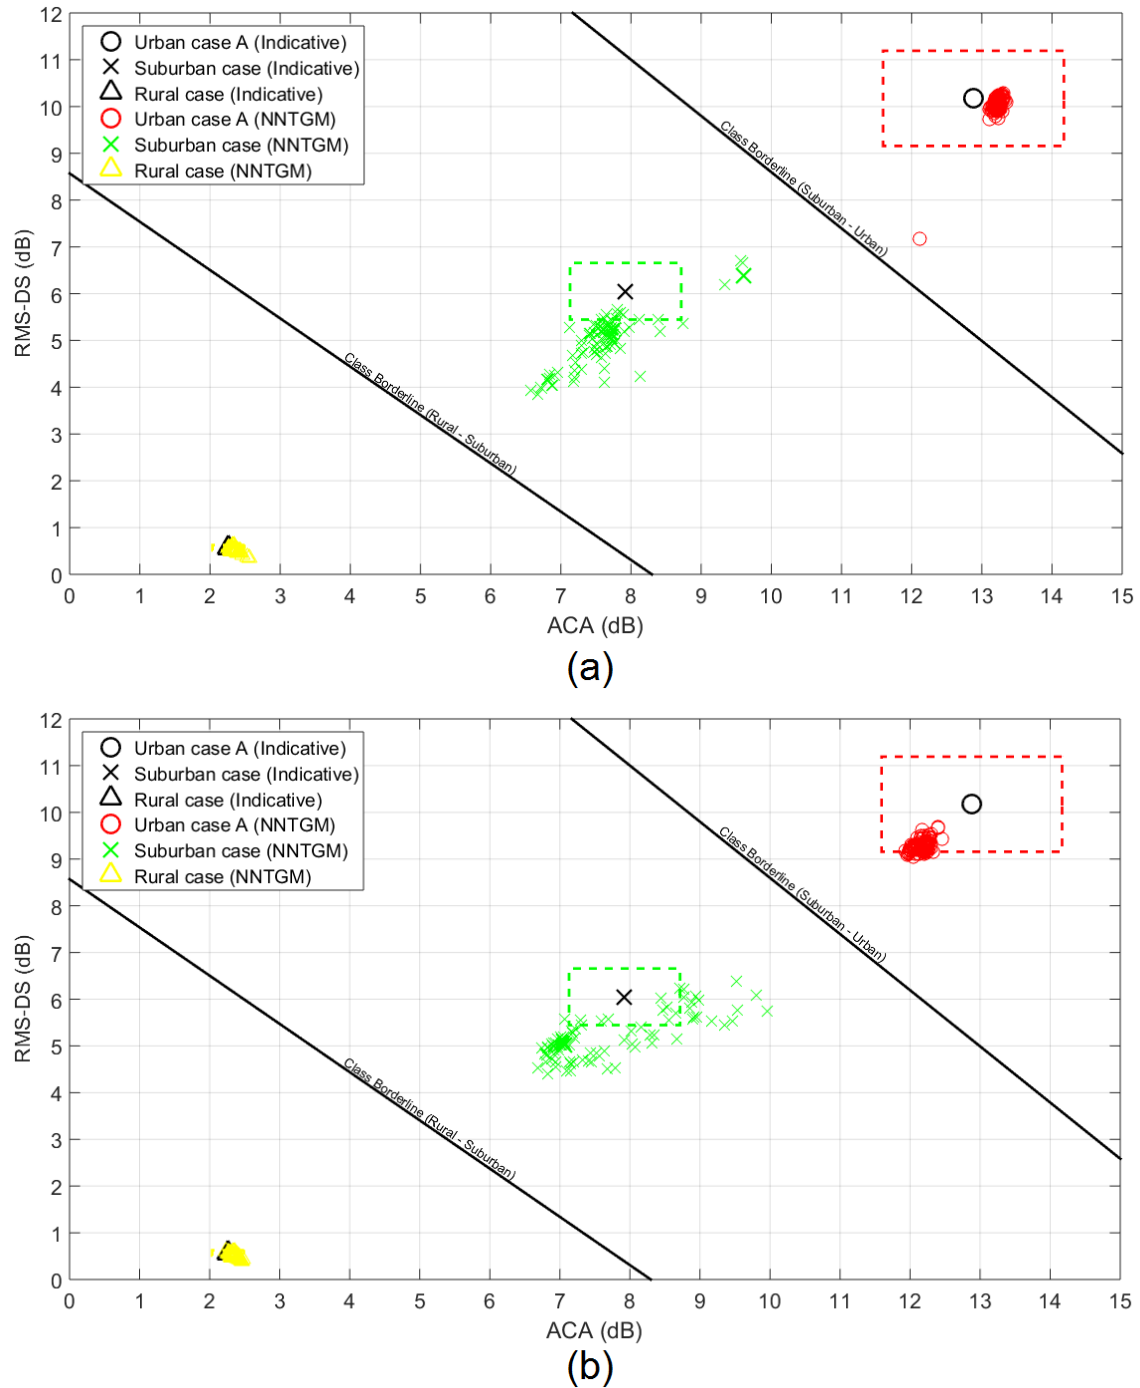 12
11
10
9
8
7
6
5
4
3
2
1
0
RMS-DS (dB)
Urban case A (Indicative)
Suburban case (Indicative)
Rural case (Indicative)
Urban case A (NNTGM)
Suburban case (NNTGM)
Rural case (NNTGM)
Class Borderline (Suburban - Urban)
Class Borderline (Rural - Suburban)
0 1 2 3 4 5 6 7 8 9 10 11 12 13 14 15
ACA (dB)
(a)
12
11
10
9
8
7
6
5
4
3
2
1
0
RMS-DS (dB)
Urban case A (Indicative)
Suburban case (Indicative)
Rural case (Indicative)
Urban case A (NNTGM)
Suburban case (NNTGM)
Rural case (NNTGM)
Class Borderline (Suburban - Urban)
Class Borderline (Rural - Suburban)
0 1 2 3 4 5 6 7 8 9 10 11 12 13 14 15
ACA (dB)
(b)